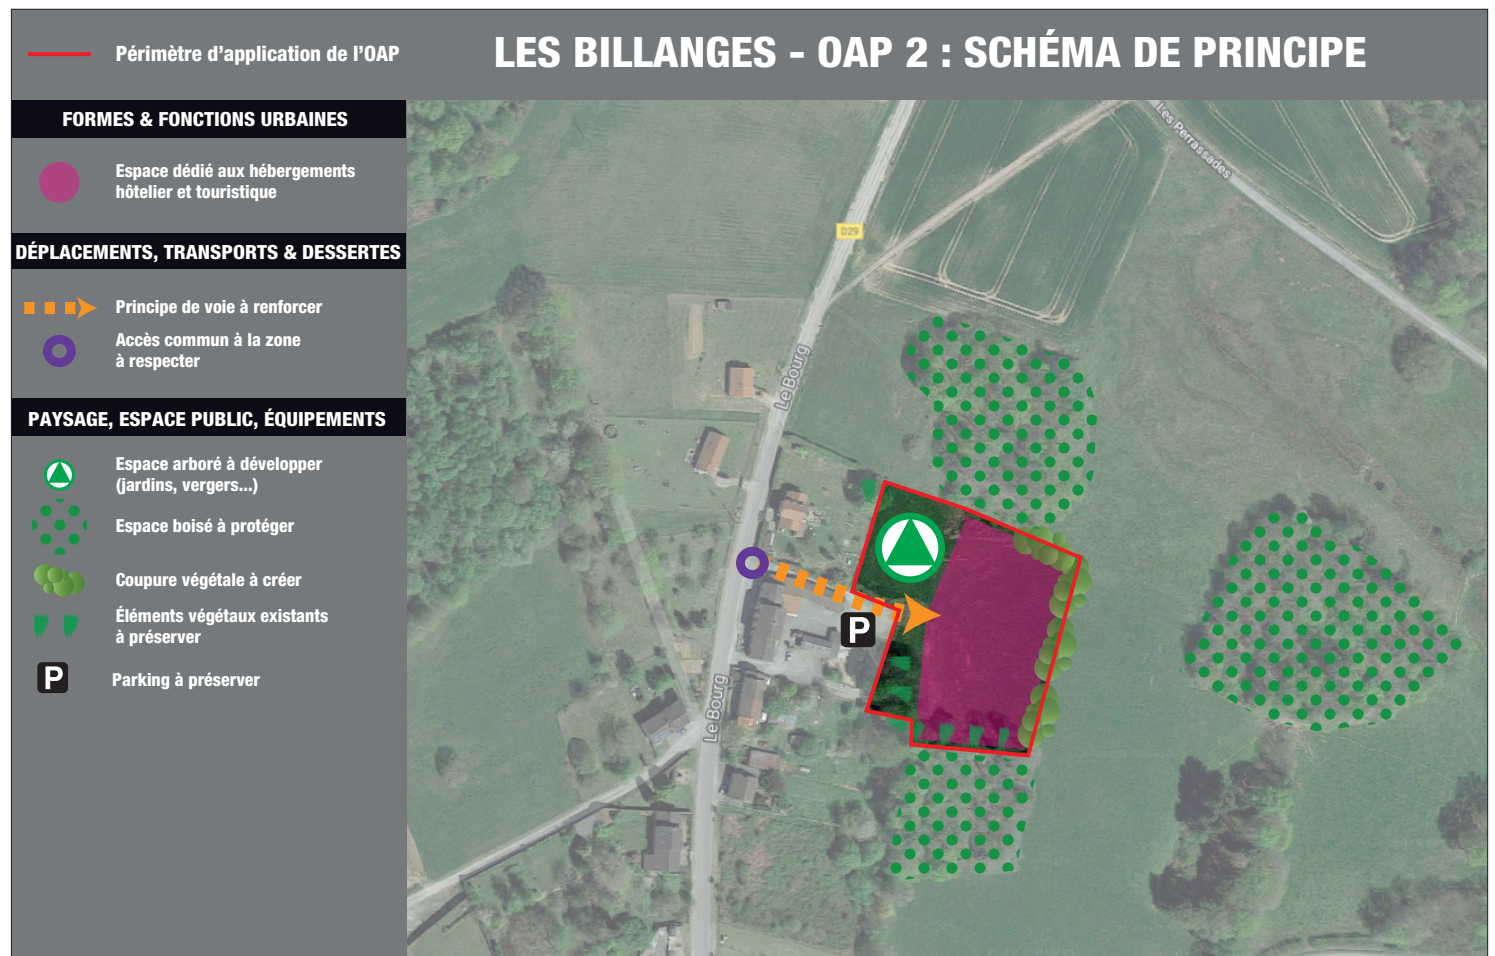 Périmètre d'application de l'OAP
LES BILLANGES - OAP 2 : SCHÉMA DE PRINCIPE
FORMES & FONCTIONS URBAINES
Espace dédié aux hébergements
hôtelier et touristique
DÉPLACEMENTS, TRANSPORTS & DESSERTES
Principe de voie à renforcer
Accès commun à la zone
à respecter
PAYSAGE, ESPACE PUBLIC, ÉQUIPEMENTS
Espace arboré à développer
(jardins, vergers...)
Espace boisé à protéger
Coupure végétale à créer
Éléments végétaux existants
à préserver
P
Parking à préserver
Les Perrassades
D29
Le Bourg
P
Le Bourg